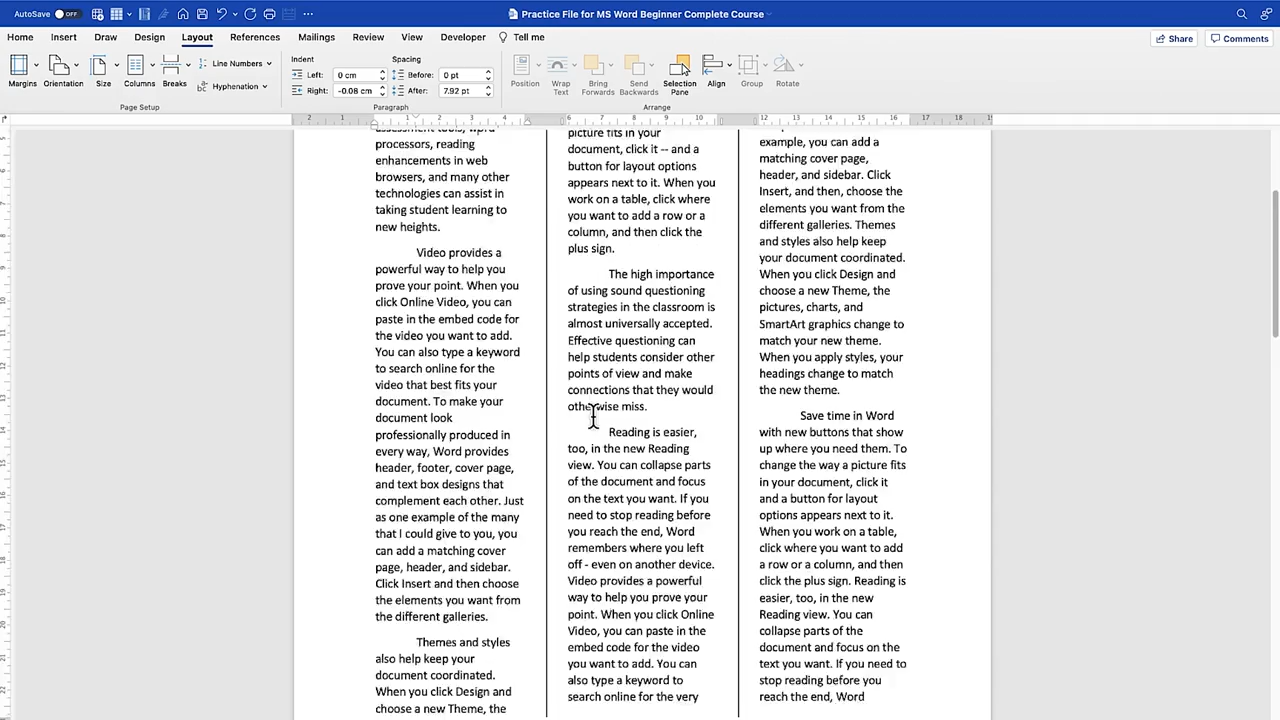 AutoSave OFF
Practice File for MS Word Beginner Complete Course
Home Insert Draw Design Layout References Mailings Review View Developer Tell me
Share Comments
Margins Orientation Size Columns Breaks
Line Numbers
Hyphenation
Page Setup
Indent
Left: 0 cm
Right: -0.08 cm
Spacing
Before: 0 pt
After: 7.92 pt
Paragraph
Position
Wrap
Text
Bring
Forwards
Send
Backwards
Selection
Pane
Align
Group
Rotate
Arrange
2 1 1 2 3 4 6 7 8 9 10 12 13 14 15 16 17 18
assessment tools, word
processors, reading
enhancements in web
browsers, and many other
technologies can assist in
taking student learning to
new heights.
Video provides a
powerful way to help you
prove your point. When you
click Online Video, you can
paste in the embed code for
the video you want to add.
You can also type a keyword
to search online for the
video that best fits your
document. To make your
document look
professionally produced in
every way, Word provides
header, footer, cover page,
and text box designs that
complement each other. Just
as one example of the many
that I could give to you, you
can add a matching cover
page, header, and sidebar.
Click Insert and then choose
the elements you want from
the different galleries.
Themes and styles
also help keep your
document coordinated.
When you click Design and
choose a new Theme, the
picture fits in your
document, click it -- and a
button for layout options
appears next to it. When you
work on a table, click where
you want to add a row or a
column, and then click the
plus sign.
The high importance
of using sound questioning
strategies in the classroom is
almost universally accepted.
Effective questioning can
help students consider other
points of view and make
connections that they would
otherwise miss.
Reading is easier,
too, in the new Reading
view. You can collapse parts
of the document and focus
on the text you want. If you
need to stop reading before
you reach the end, Word
remembers where you left
off - even on another device.
Video provides a powerful
way to help you prove your
point. When you click Online
Video, you can paste in the
embed code for the video
you want to add. You can
also type a keyword to
search online for the very
example, you can add a
matching cover page,
header, and sidebar. Click
Insert, and then, choose the
elements you want from the
different galleries. Themes
and styles also help keep
your document coordinated.
When you click Design and
choose a new Theme, the
pictures, charts, and
SmartArt graphics change to
match your new theme.
When you apply styles, your
headings change to match
the new theme.
Save time in Word
with new buttons that show
up where you need them. To
change the way a picture fits
in your document, click it
and a button for layout
options appears next to it.
When you work on a table,
click where you want to add
a row or a column, and then
click the plus sign. Reading is
easier, too, in the new
Reading view. You can
collapse parts of the
document and focus on the
text you want. If you need to
stop reading before you
reach the end, Word